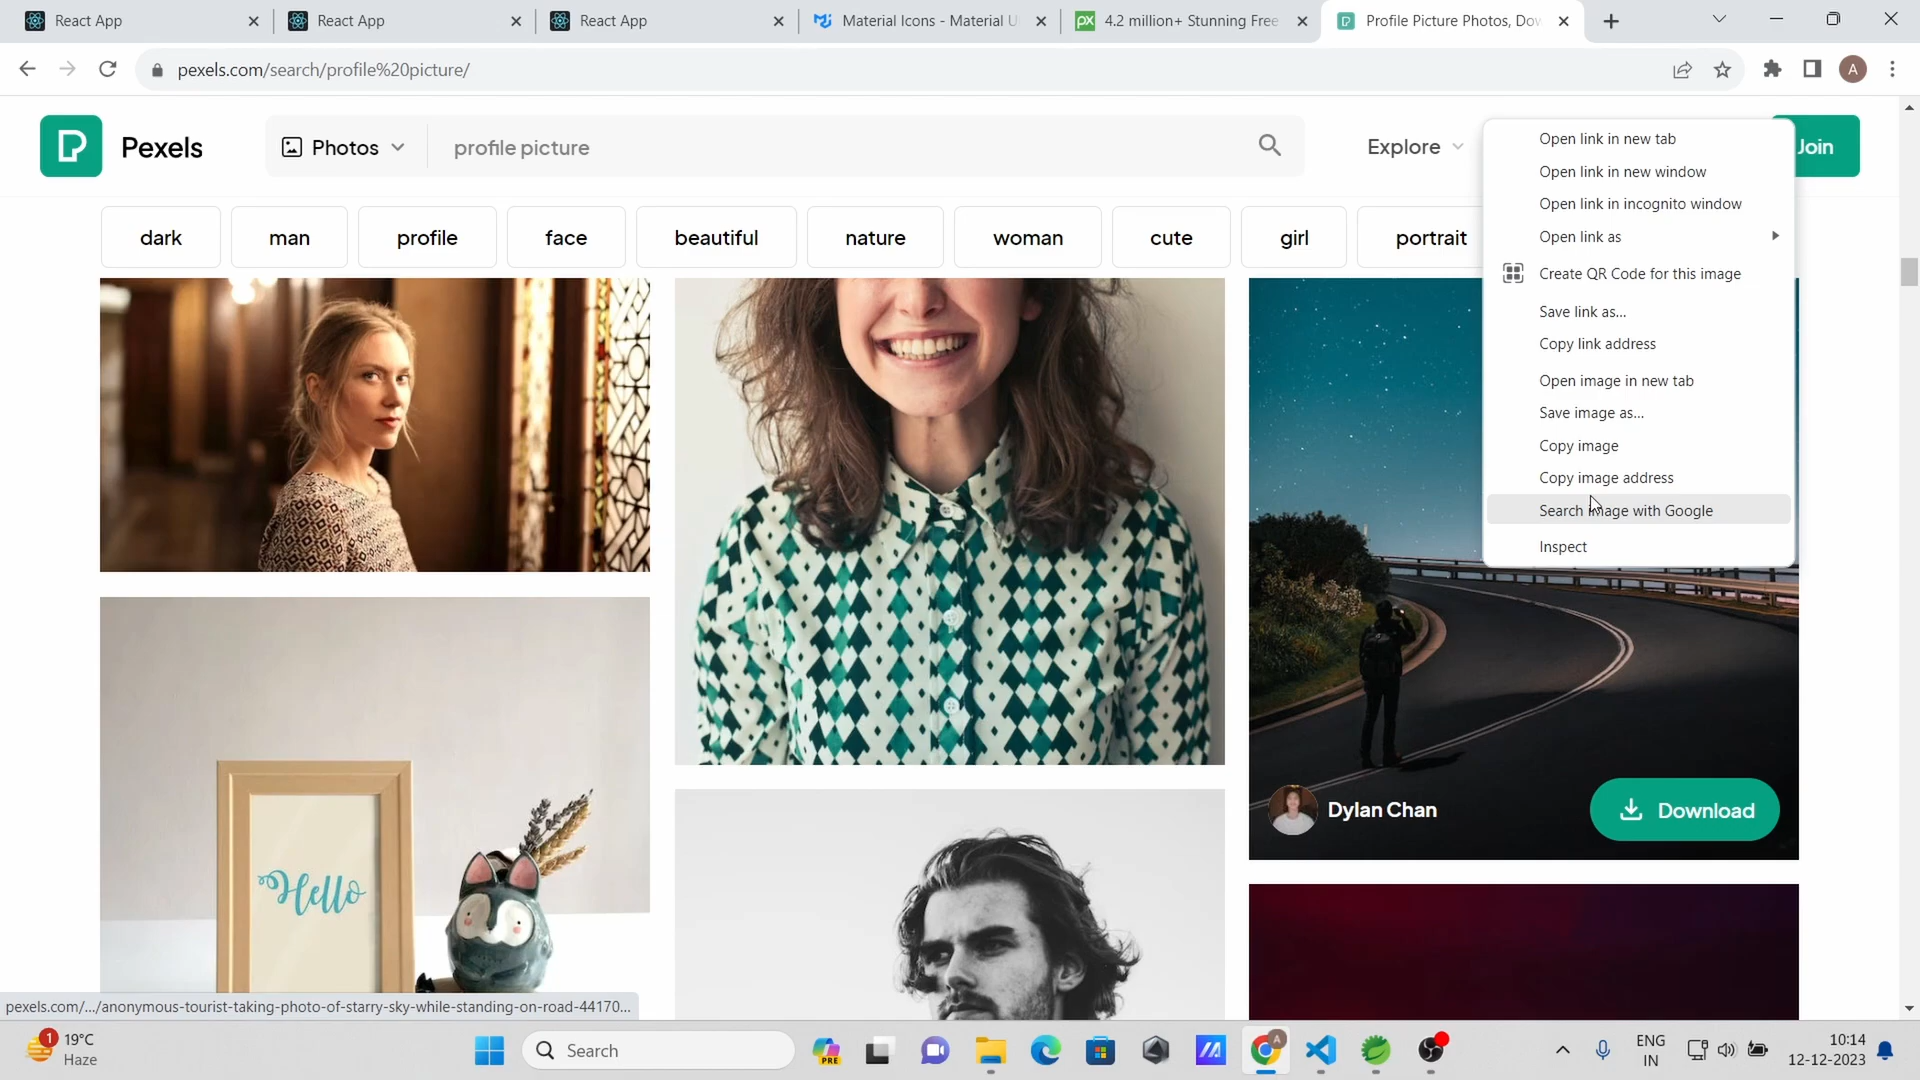 React App
React App
React App
Material Icons - Material U
4.2 million+ Stunning Free
Profile Picture Photos, Dow
pexels.com/search/profile%20picture/
A
Pexels
Photos
profile picture
Explore
Join
dark
man
profile
face
beautiful
nature
woman
cute
girl
portrait
Open link in new tab
Open link in new window
Open link in incognito window
Open link as
Create QR Code for this image
Save link as...
Copy link address
Open image in new tab
Save image as...
Copy image
Copy image address
Search image with Google
Inspect
Hello
Dylan Chan
Download
pexels.com/.../anonymous-tourist-taking-photo-of-starry-sky-while-standing-on-road-44170...
1
19°C
Haze
Search
PRE
A
ENG
IN
10:14
12-12-2023